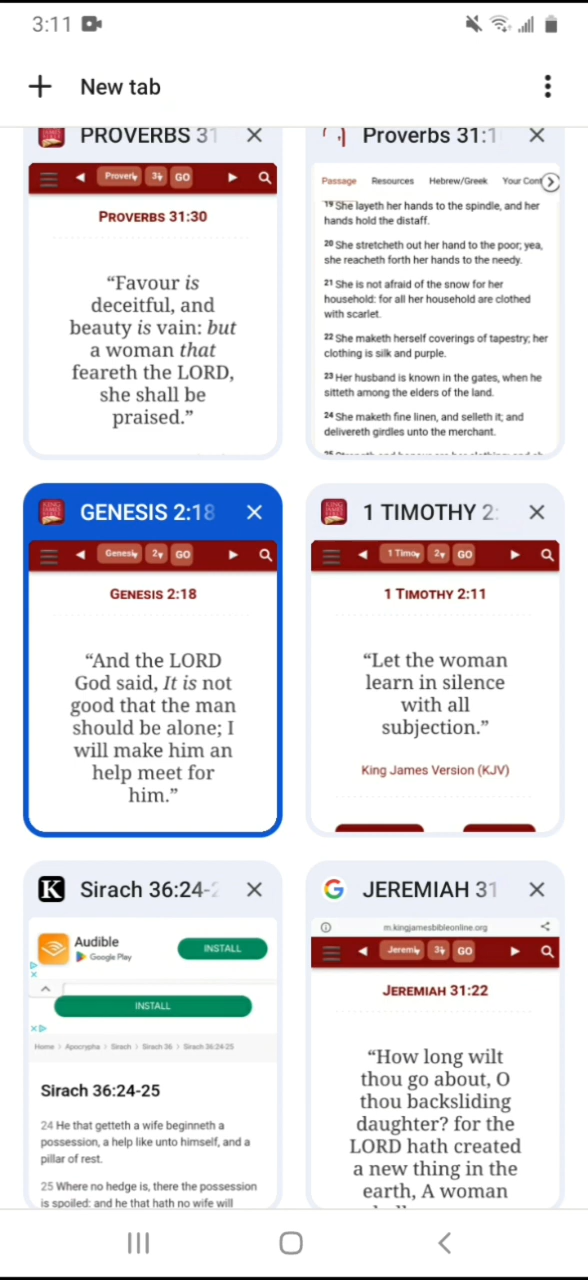 3:11
New tab
PROVERBS 31
Proverbs 31:1
Proverb
GO
PROVERBS 31:30
“Favour is
deceitful, and
beauty is vain: but
a woman that
feareth the LORD,
she shall be
praised.”
Passage Resources Hebrew/Greek Your Cont
19 She layeth her hands to the spindle, and her
hands hold the distaff.
20 She stretcheth out her hand to the poor; yea,
she reacheth forth her hands to the needy.
21 She is not afraid of the snow for her
household: for all her household are clothed
with scarlet.
22 She maketh herself coverings of tapestry; her
clothing is silk and purple.
23 Her husband is known in the gates, when he
sitteth among the elders of the land.
24 She maketh fine linen, and selleth it; and
delivereth girdles unto the merchant.
GENESIS 2:18
Genesi 2 GO
GENESIS 2:18
“And the LORD
God said, It is not
good that the man
should be alone; I
will make him an
help meet for
him.”
1 TIMOTHY 2:
1 Timo 2 GO
1 TIMOTHY 2:11
“Let the woman
learn in silence
with all
subjection.”
King James Version (KJV)
K
Sirach 36:24-2
Audible
Google Play
INSTALL
INSTALL
Home > Apocrypha > Sirach > Sirach 36 > Sirach 36:24-25
Sirach 36:24-25
24 He that getteth a wife beginneth a
possession, a help like unto himself, and a
pillar of rest.
25 Where no hedge is, there the possession
is spoiled: and he that hath no wife will
JEREMIAH 31
m.kingjamesbibleonline.org
Jeremi 3 GO
JEREMIAH 31:22
“How long wilt
thou go about, O
thou backsliding
daughter? for the
LORD hath created
a new thing in the
earth, A woman